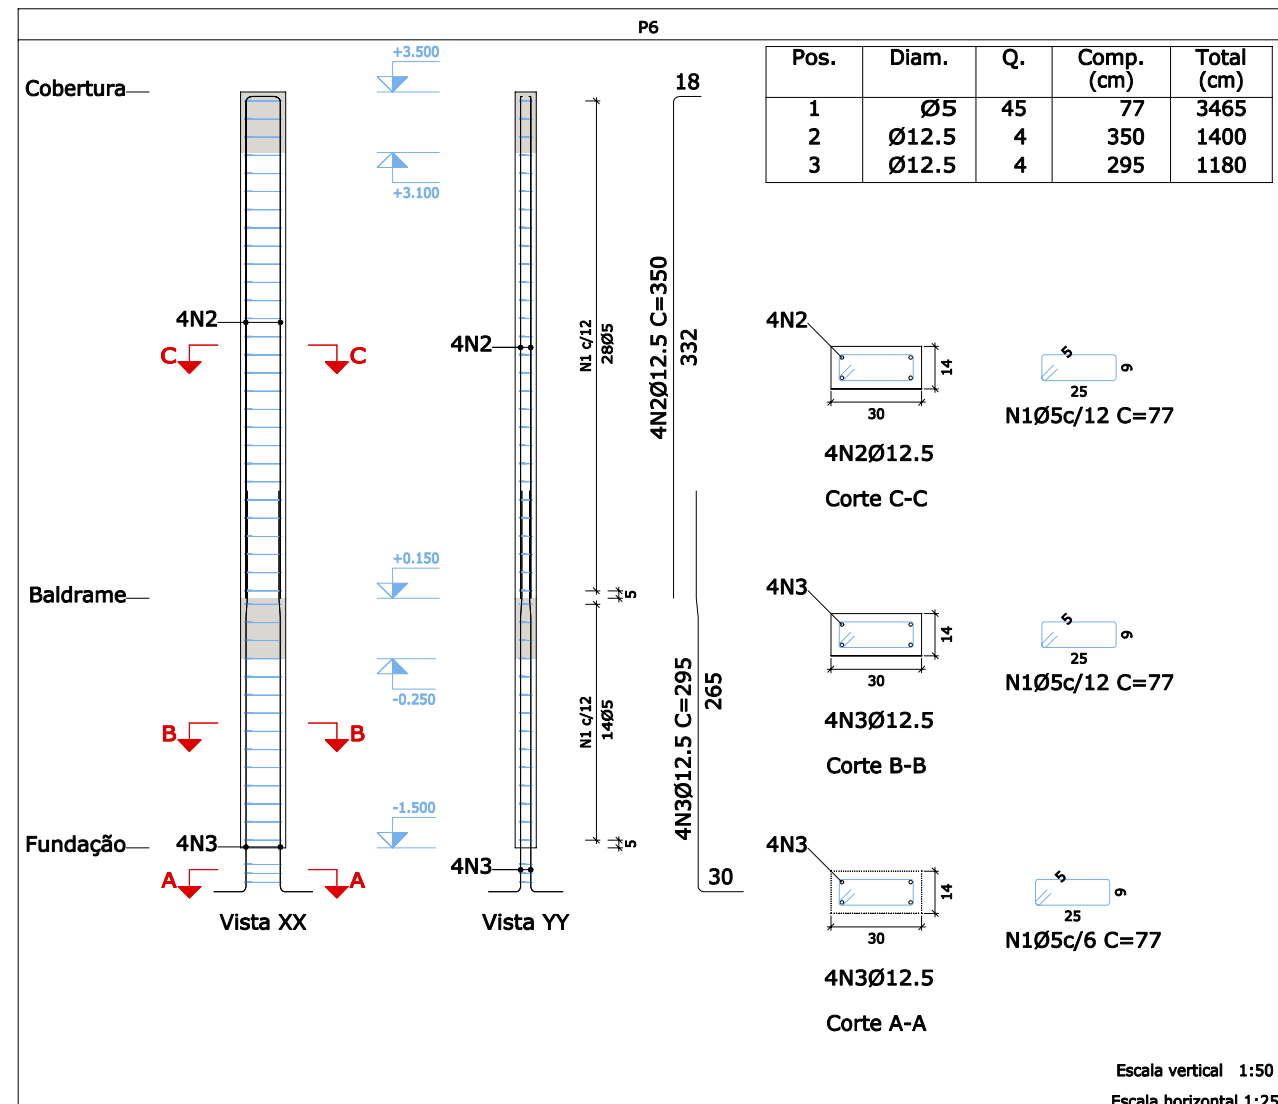 P6
Pos. Diam. Q. Comp. (cm) Total (cm)
1 Ø5 45 77 3465
2 Ø12.5 4 350 1400
3 Ø12.5 4 295 1180
Cobertura
+3.500
+3.100
18
4N2
C C
4N2
N1 c/12
28Ø5
4N2Ø12.5 C=350
332
4N2
14
30
4N2Ø12.5
Corte C-C
5
9
25
N1Ø5c/12 C=77
Baldrame
+0.150
-0.250
5
B B
N1 c/12
14Ø5
4N3Ø12.5 C=295
265
4N3
14
30
4N3Ø12.5
Corte B-B
5
9
25
N1Ø5c/12 C=77
Fundação
-1.500
4N3
5
A A
4N3
30
Vista XX
Vista YY
4N3
14
30
4N3Ø12.5
Corte A-A
5
9
25
N1Ø5c/6 C=77
Escala vertical 1:50
Escala horizontal 1:25